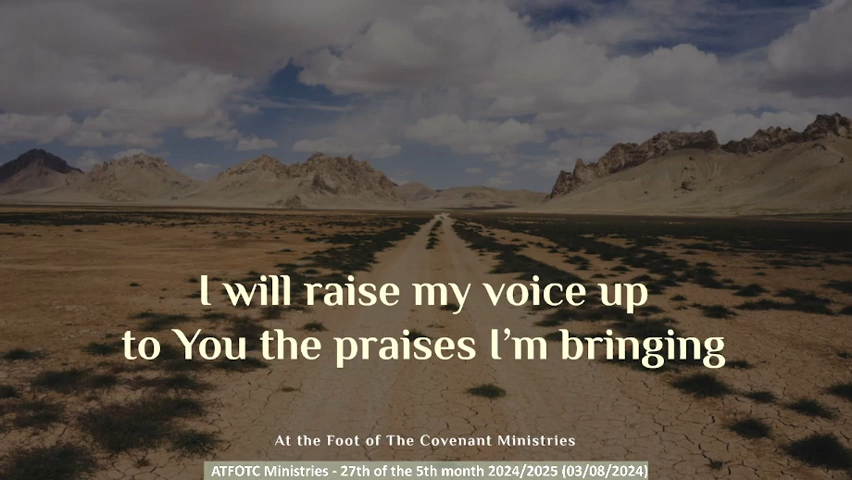 I will raise my voice up
to You the praises I'm bringing
At the Foot of The Covenant Ministries
ATFOTC Ministries - 27th of the 5th month 2024/2025 (03/08/2024)